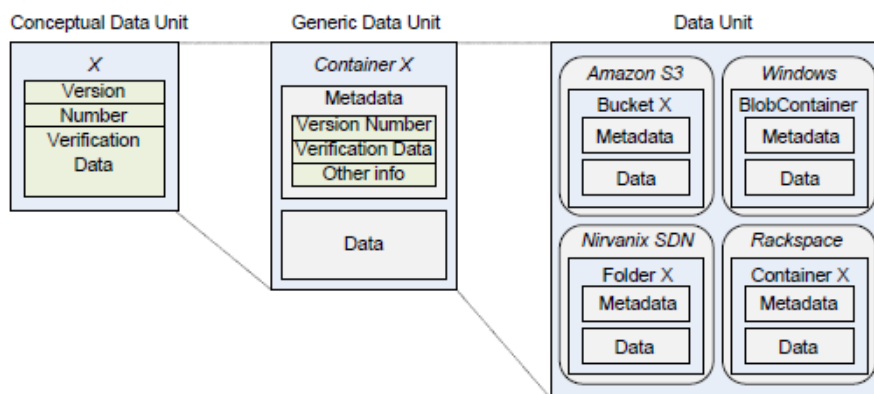 Conceptual Data Unit
Generic Data Unit
Data Unit
X
Version
Number
Verification
Data
Container X
Metadata
Version Number
Verification Data
Other info
Data
Amazon S3
Bucket X
Metadata
Data
Windows
BlobContainer
Metadata
Data
Nirvanix SDN
Folder X
Metadata
Data
Rackspace
Container X
Metadata
Data